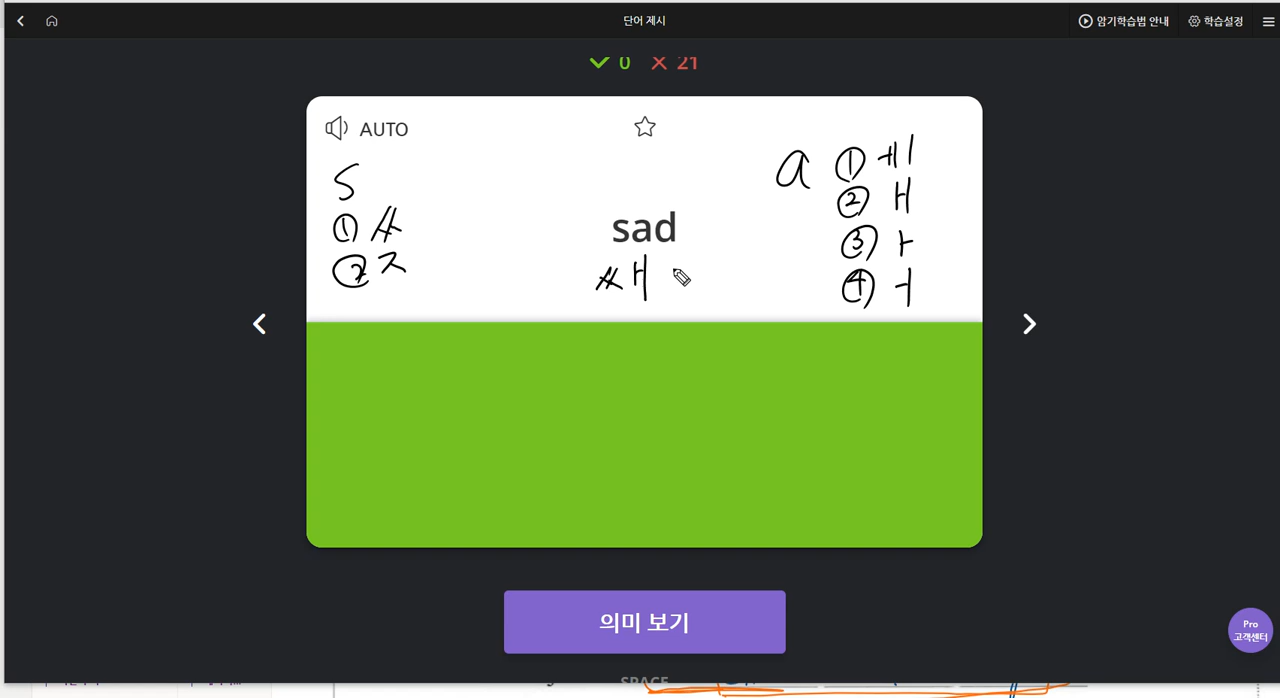 단어 제시
암기학습법 안내
학습설정
0
21
AUTO
S
① ㅅ
② ㅈ
sad
쌔
a
① ㅔㅣ
② ㅐ
③ ㅏ
④ ㅓ
의미 보기
SPACE
Pro
고객센터